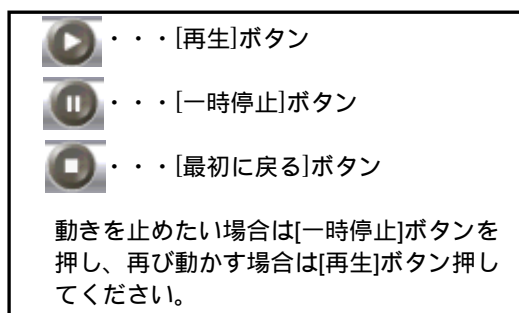 ・・・[再生]ボタン
・・・[一時停止]ボタン
・・・[最初に戻る]ボタン
動きを止めたい場合は[一時停止]ボタンを
押し、再び動かす場合は[再生]ボタン押し
てください。